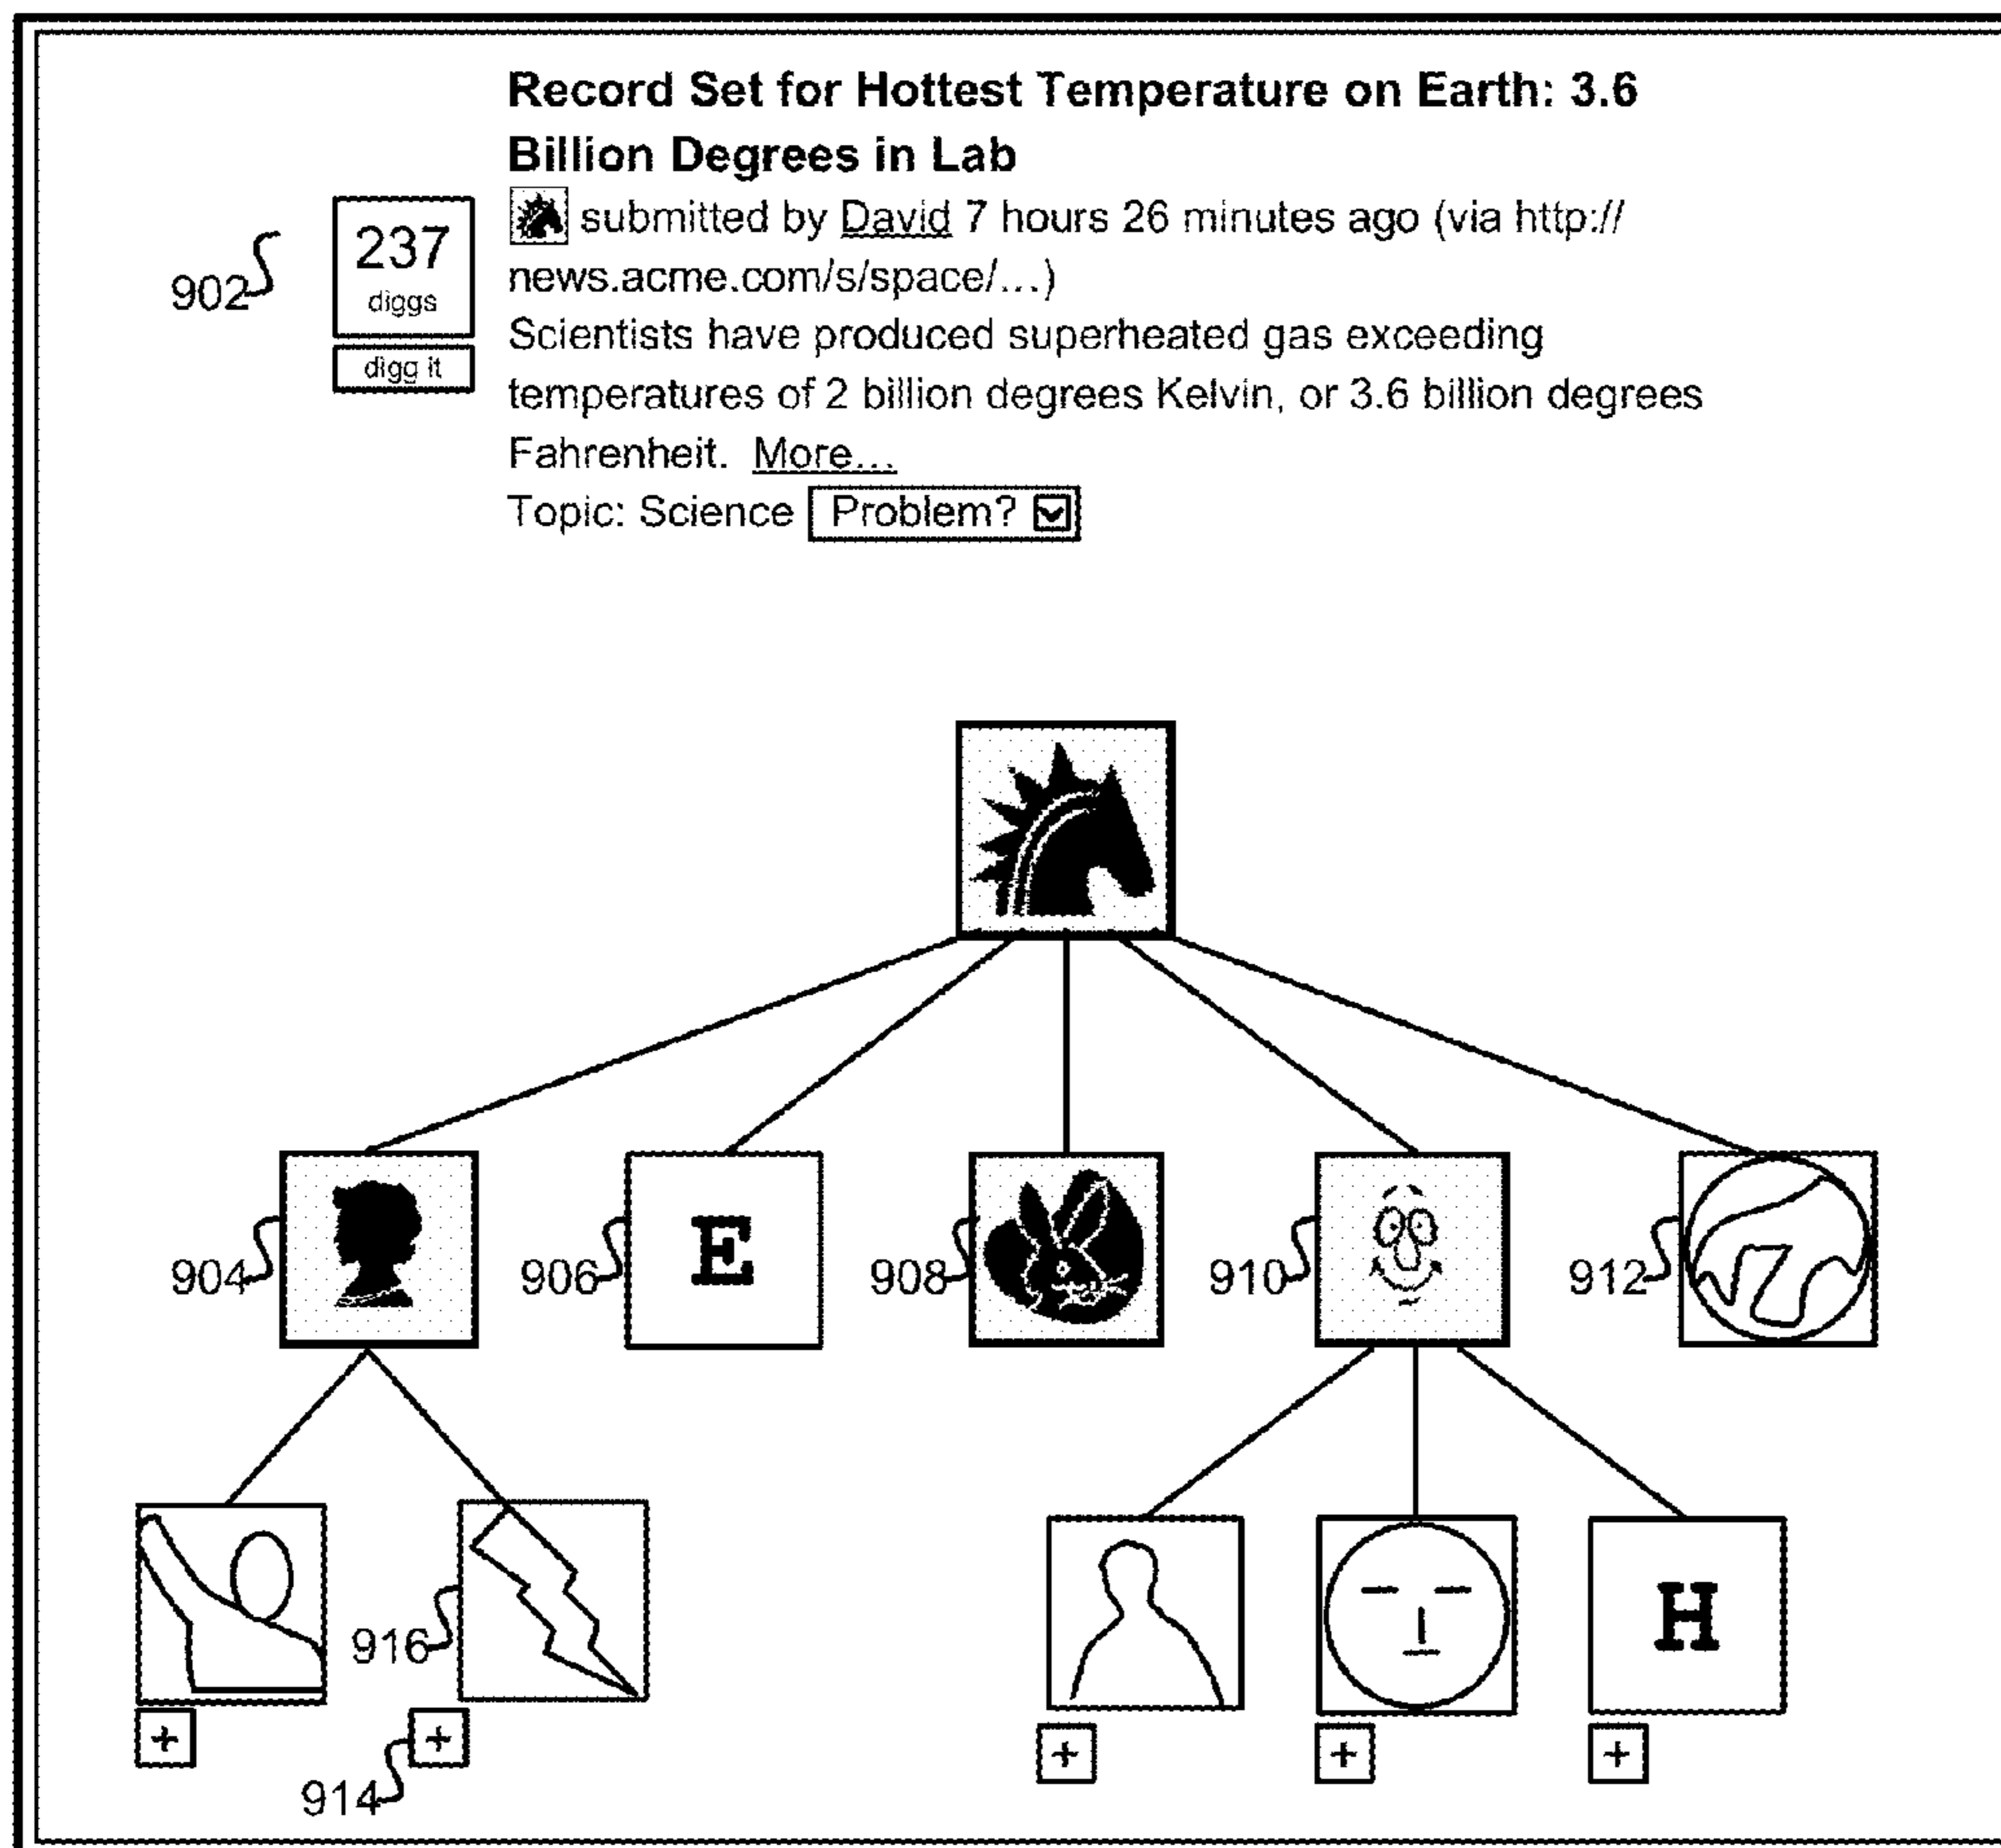 Record Set for Hottest Temperature on Earth: 3.6
Billion Degrees in Lab
submitted by David 7 hours 26 minutes ago (via http://
news.acme.com/s/space/...)
902
237
diggs
digg it
Scientists have produced superheated gas exceeding
temperatures of 2 billion degrees Kelvin, or 3.6 billion degrees
Fahrenheit. More...
Topic: Science Problem?
904
906
E
908
910
912
916
H
+
+
+
+
+
914